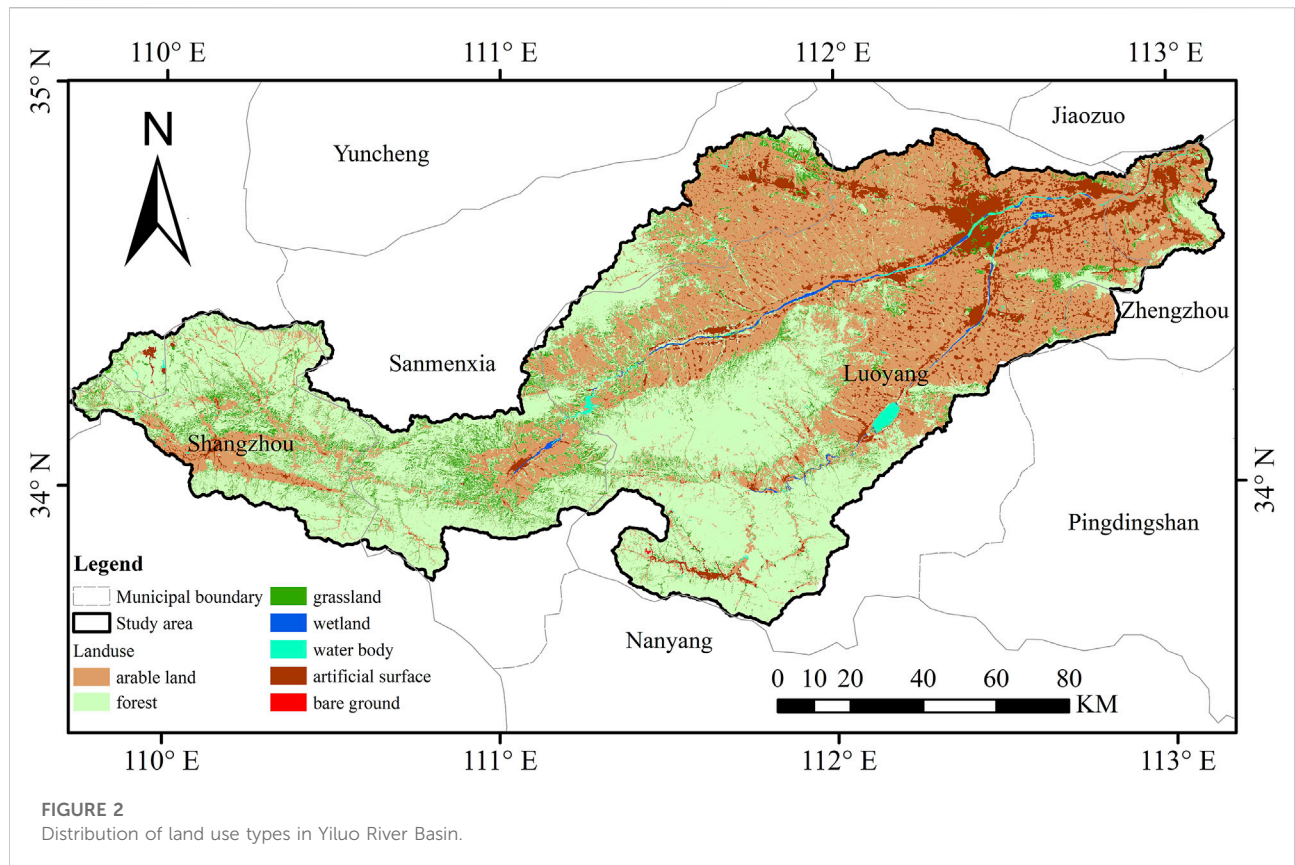 110° E
111° E
112° E
113° E
35° N
35° N
N
Yuncheng
Jiaozuo
Sanmenxia
Zhengzhou
Luoyang
Shangzhou
34° N
34° N
Pingdingshan
Nanyang
Legend
Municipal boundary
Study area
Landuse
arable land
forest
grassland
wetland
water body
artificial surface
bare ground
0 10 20 40 60 80
KM
110° E
111° E
112° E
113° E
FIGURE 2
Distribution of land use types in Yiluo River Basin.